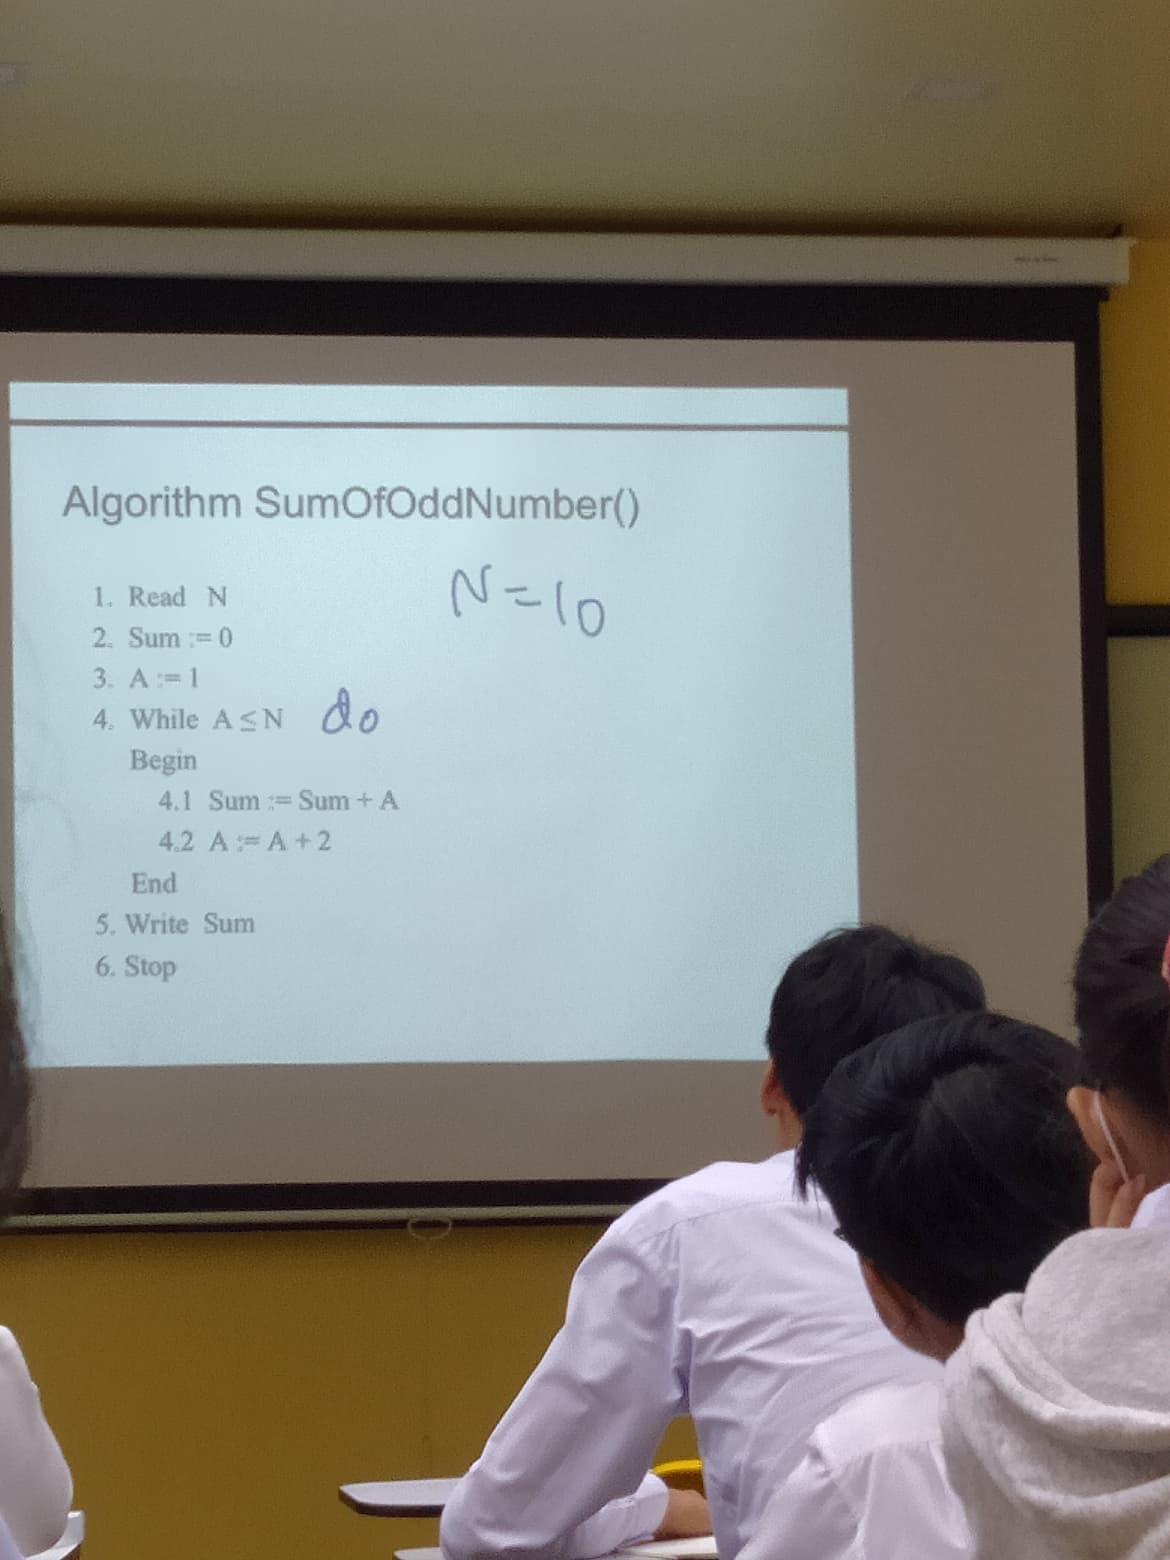 Algorithm SumOfOddNumber()
N=10
1. Read N
2. Sum := 0
3. A := 1
4. While A ≤ N do
Begin
4.1 Sum := Sum + A
4.2 A := A + 2
End
5. Write Sum
6. Stop